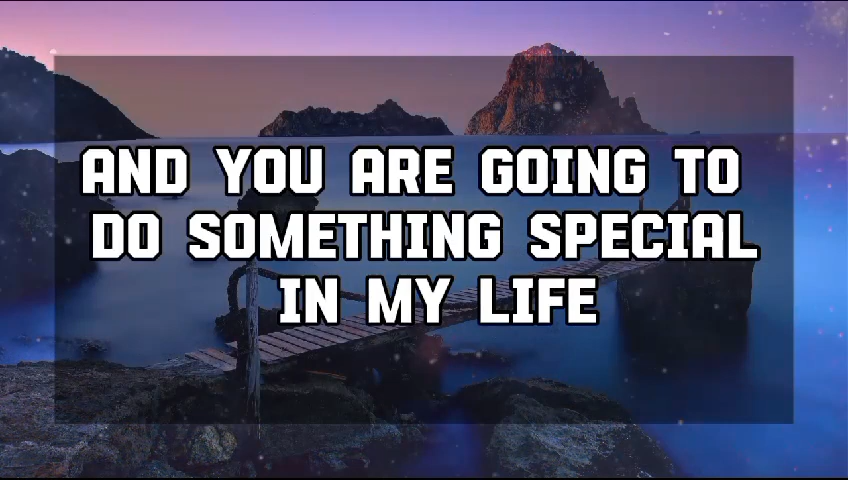 AND YOU ARE GOING TO
DO SOMETHING SPECIAL
IN MY LIFE